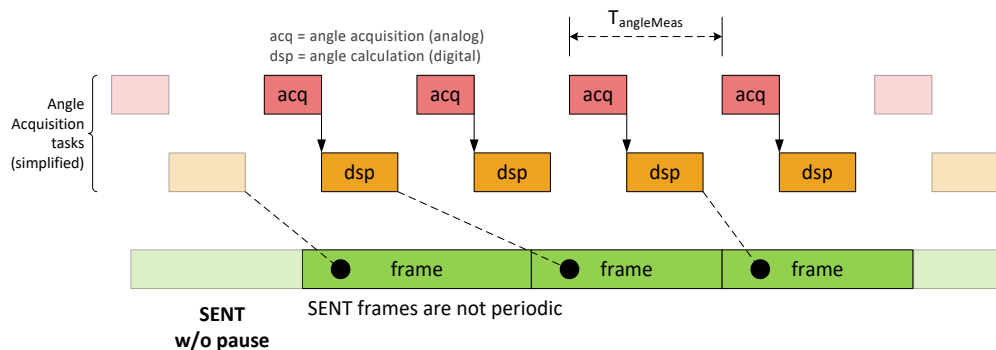 T_angleMeas
acq = angle acquisition (analog)
dsp = angle calculation (digital)
Angle
Acquisition
tasks
(simplified)
acq acq acq acq
dsp dsp dsp dsp
frame frame frame
SENT
w/o pause
SENT frames are not periodic